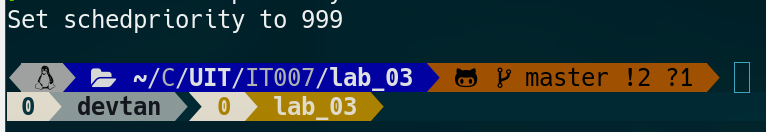 Set schedpriority to 999
~/C/UIT/IT007/lab_03 master !2 ?1
0 devtan 0 lab_03